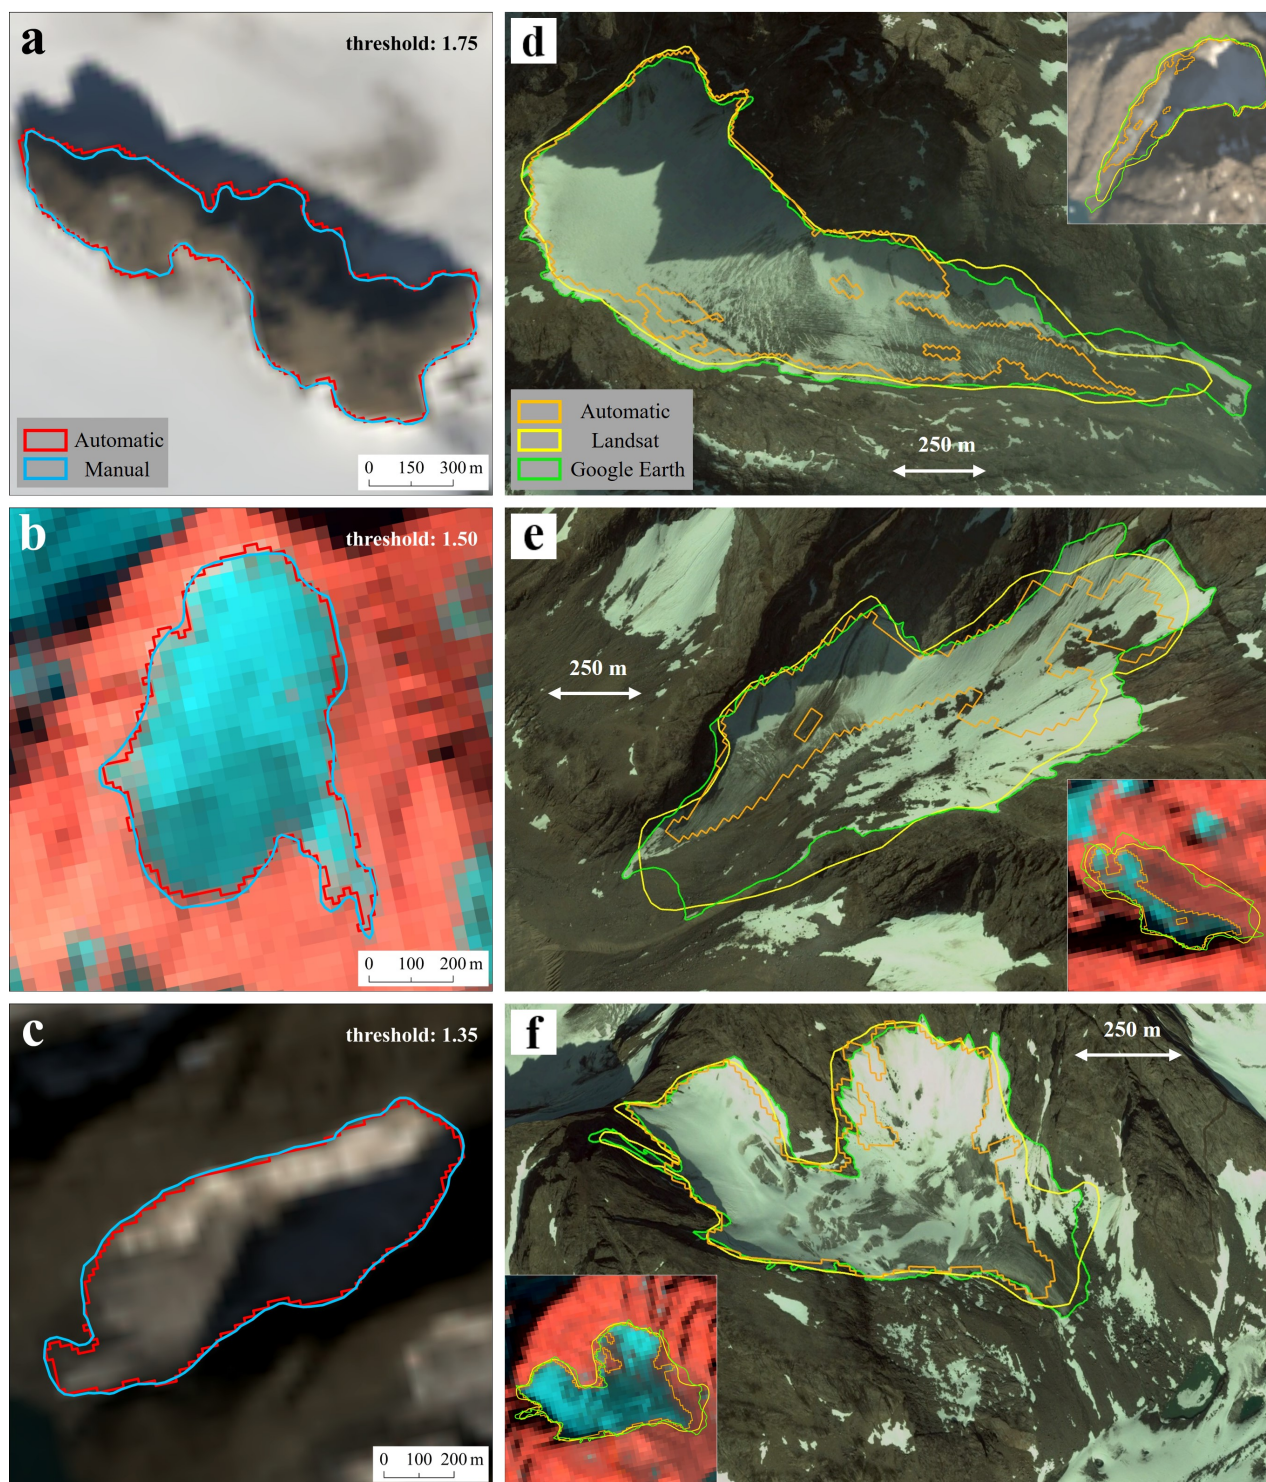 a
threshold: 1.75
Automatic
Manual
0 150 300 m
d
Automatic
Landsat
Google Earth
250 m
b
threshold: 1.50
0 100 200 m
e
250 m
c
threshold: 1.35
0 100 200 m
f
250 m